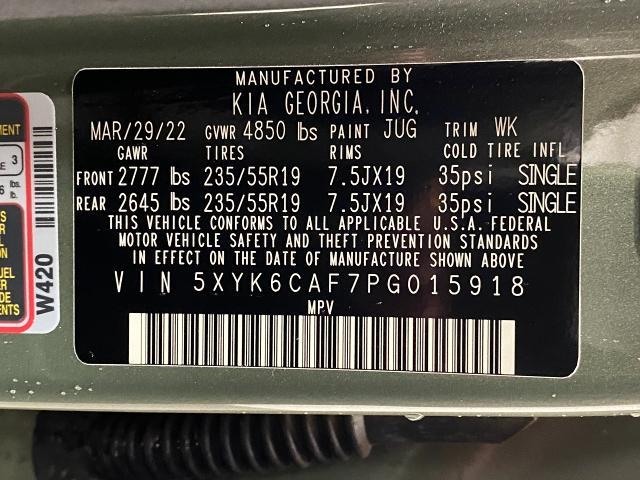 MANUFACTURED BY
KIA GEORGIA, INC.
MAR/29/22 GVWR 4850 lbs PAINT JUG TRIM WK
GAWR TIRES RIMS COLD TIRE INFL
FRONT 2777 lbs 235/55R19 7.5JX19 35psi SINGLE
REAR 2645 lbs 235/55R19 7.5JX19 35psi SINGLE
THIS VEHICLE CONFORMS TO ALL APPLICABLE U.S.A. FEDERAL
MOTOR VEHICLE SAFETY AND THEFT PREVENTION STANDARDS
IN EFFECT ON THE DATE OF MANUFACTURE SHOWN ABOVE.
VIN 5XYK6CAF7PG015918
MPV
3
lbs.
lb.
W420